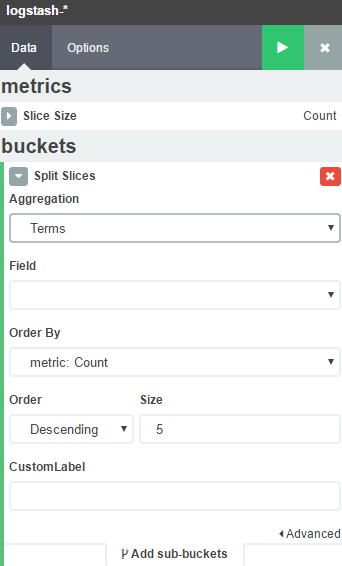 logstash-*
Data Options
metrics
Slice Size Count
buckets
Split Slices
Aggregation
Terms
Field
Order By
metric: Count
Order Size
Descending 5
CustomLabel
Advanced
Add sub-buckets